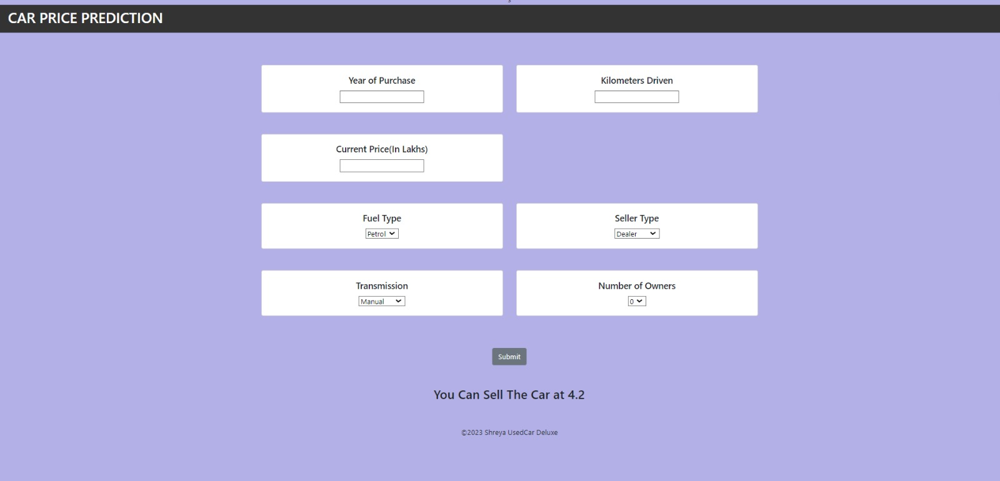 CAR PRICE PREDICTION
Year of Purchase
Kilometers Driven
Current Price(In Lakhs)
Fuel Type
Petrol
Seller Type
Dealer
Transmission
Manual
Number of Owners
0
Submit
You Can Sell The Car at 4.2
©2023 Shreya UsedCar Deluxe